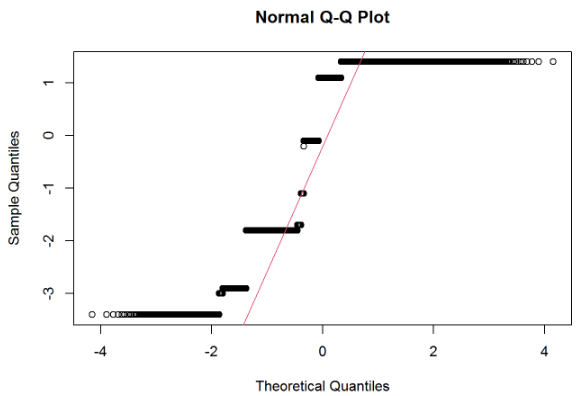 Normal Q-Q Plot
Sample Quantiles
1
0
-1
-2
-3
-4 -2 0 2 4
Theoretical Quantiles